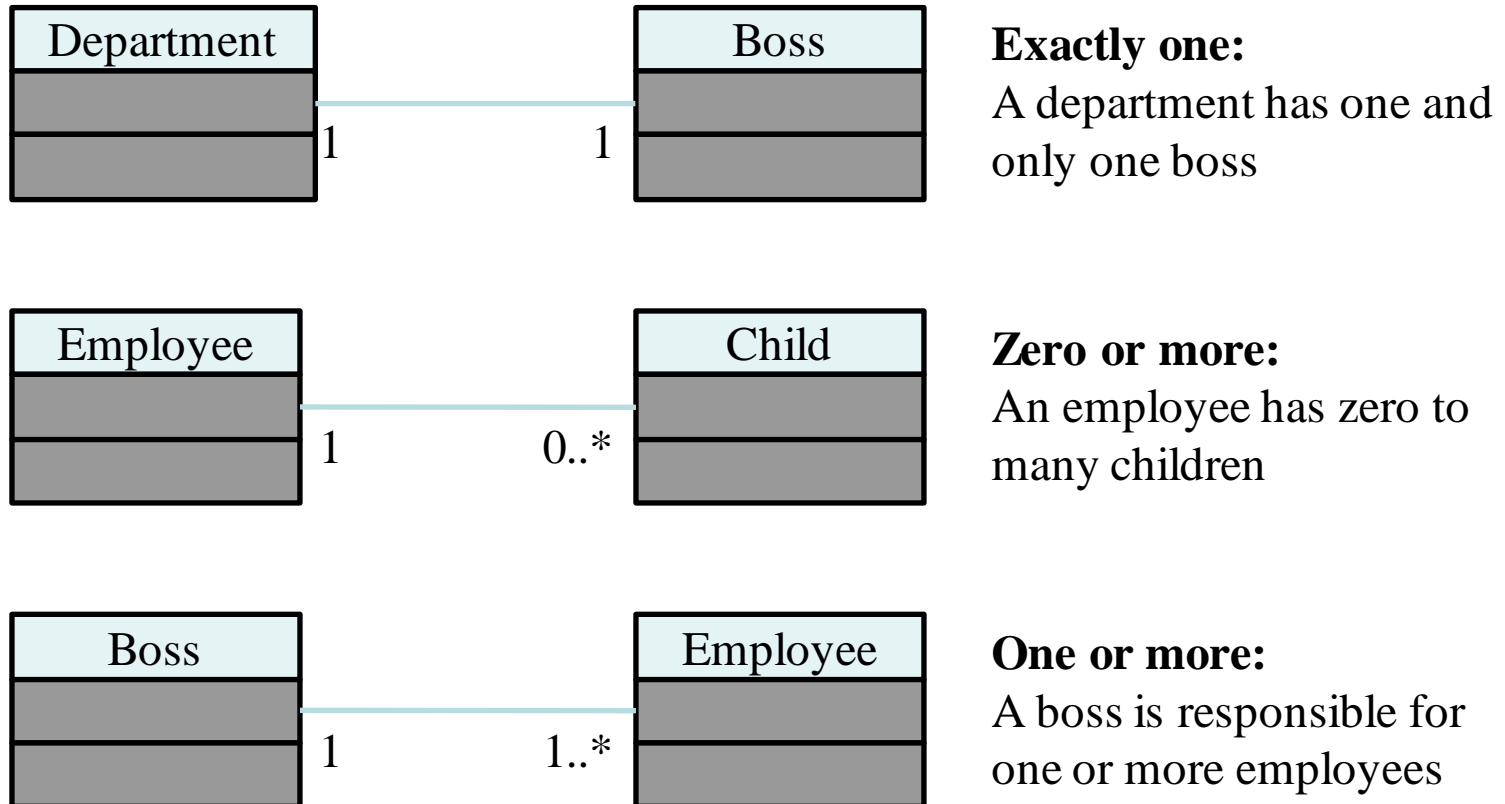 Department
Boss
1
1
Exactly one:
A department has one and
only one boss
Employee
Child
1
0..*
Zero or more:
An employee has zero to
many children
Boss
Employee
1
1..*
One or more:
A boss is responsible for
one or more employees